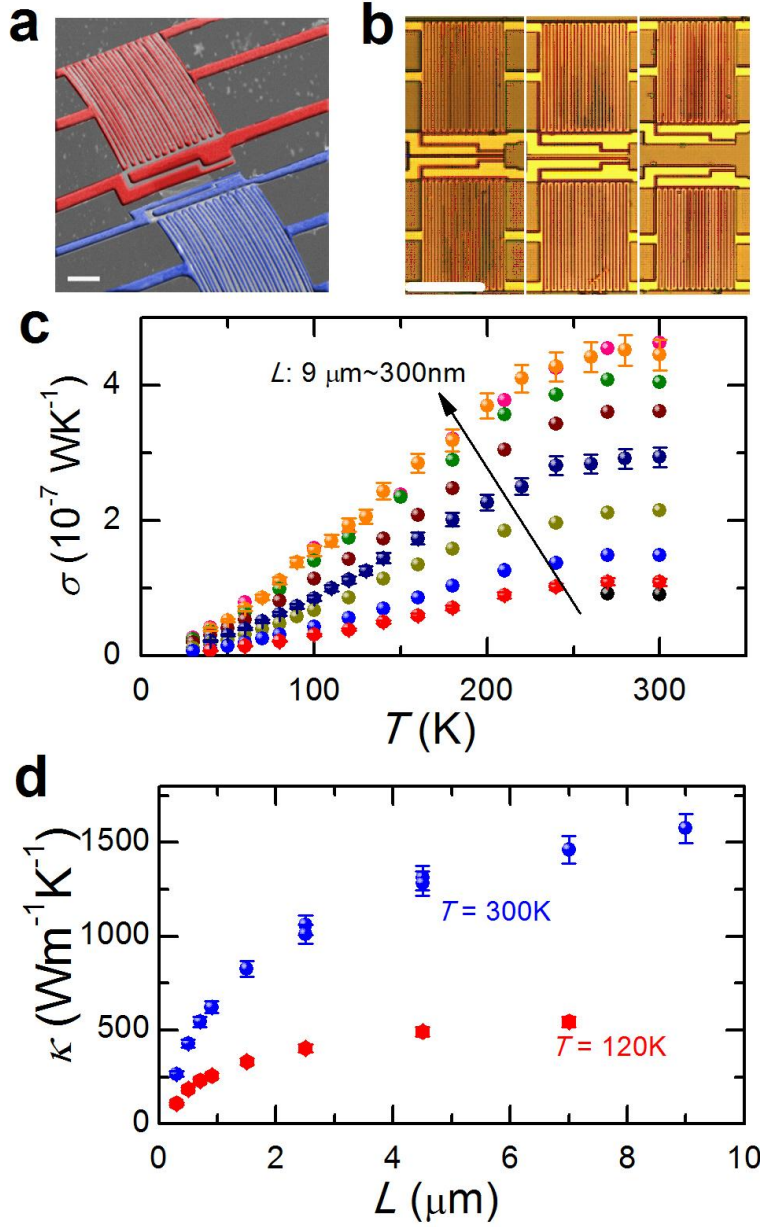 a
b
c
L: 9 μm~300nm
4
2
0
σ (10⁻⁷ WK⁻¹)
0 100 200 300
T (K)
d
1500
1000
500
0
κ (Wm⁻¹K⁻¹)
T = 300K
T = 120K
0 2 4 6 8 10
L (μm)